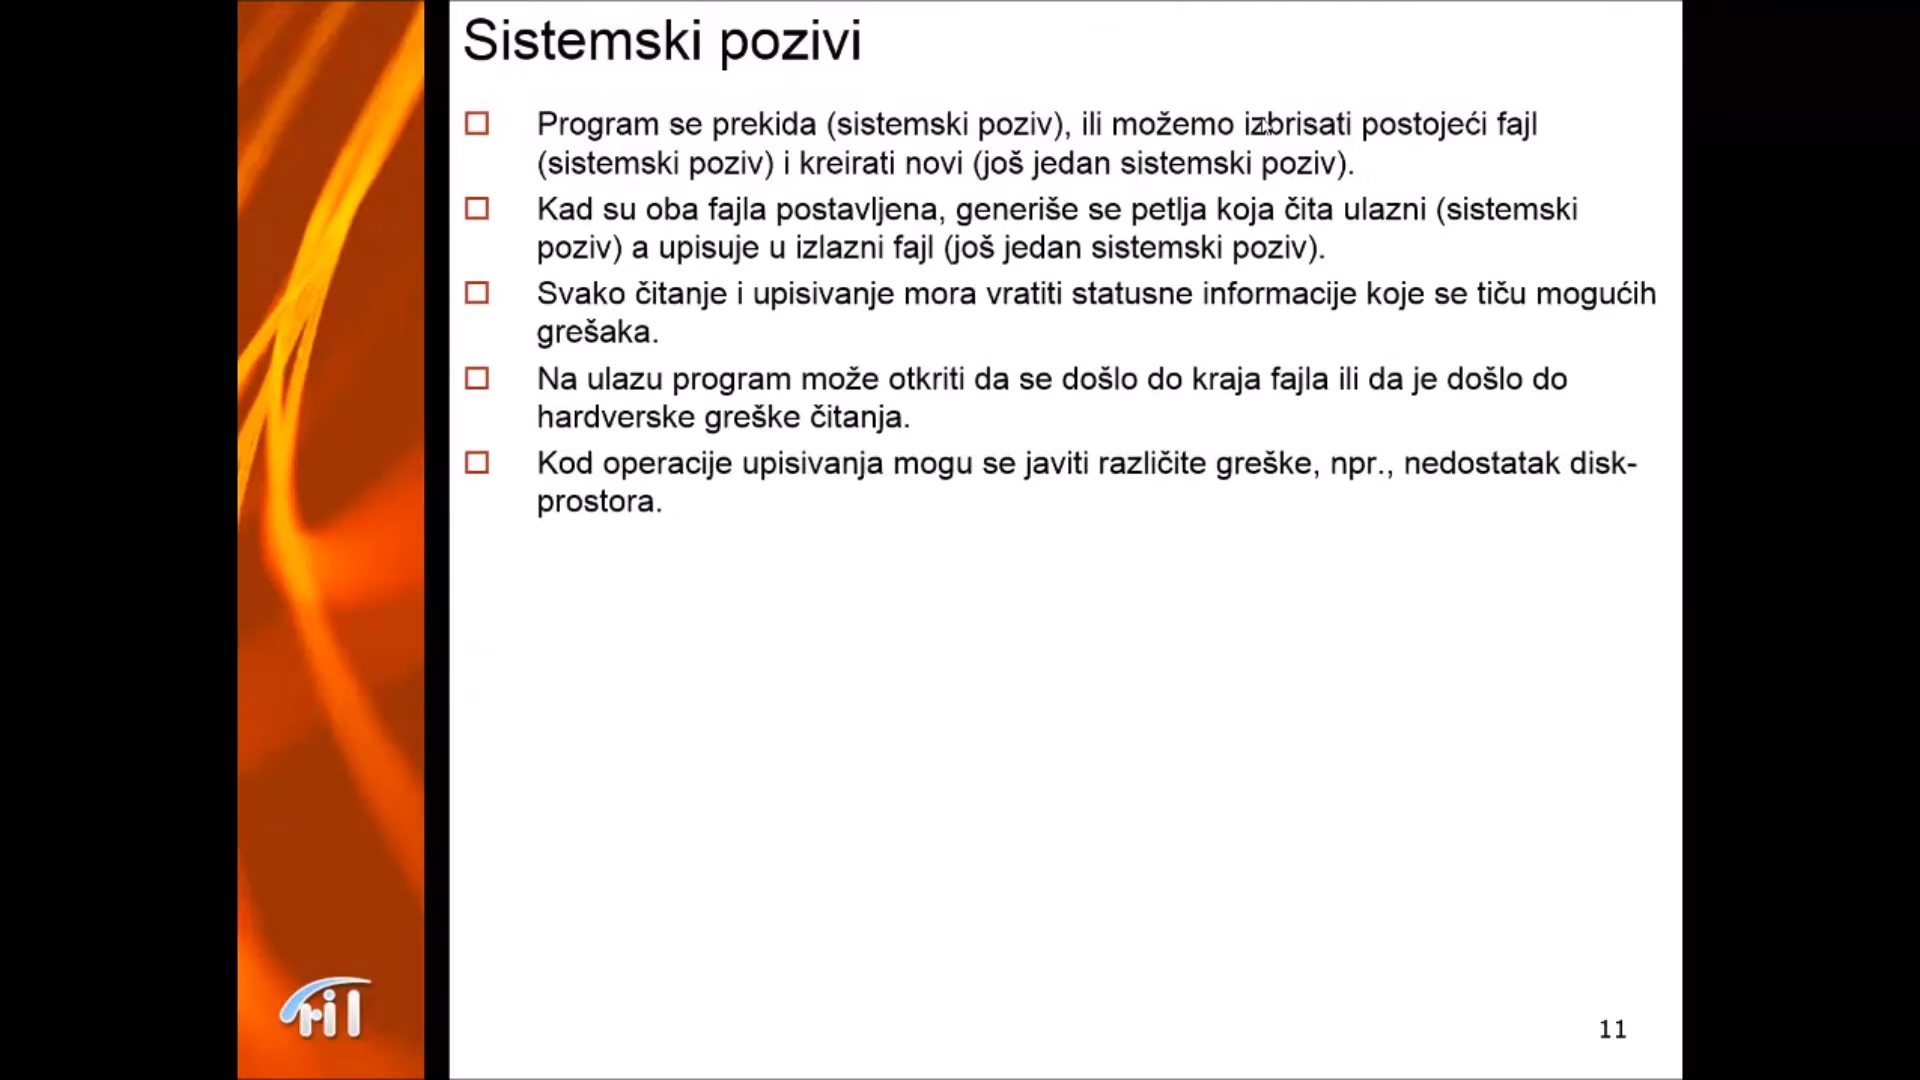 Sistemski pozivi
Program se prekida (sistemski poziv), ili možemo izbrisati postojeći fajl
(sistemski poziv) i kreirati novi (još jedan sistemski poziv).
Kad su oba fajla postavljena, generiše se petlja koja čita ulazni (sistemski
poziv) a upisuje u izlazni fajl (još jedan sistemski poziv).
Svako čitanje i upisivanje mora vratiti statusne informacije koje se tiču mogućih
grešaka.
Na ulazu program može otkriti da se došlo do kraja fajla ili da je došlo do
hardverske greške čitanja.
Kod operacije upisivanja mogu se javiti različite greške, npr., nedostatak disk-
prostora.
ril
11